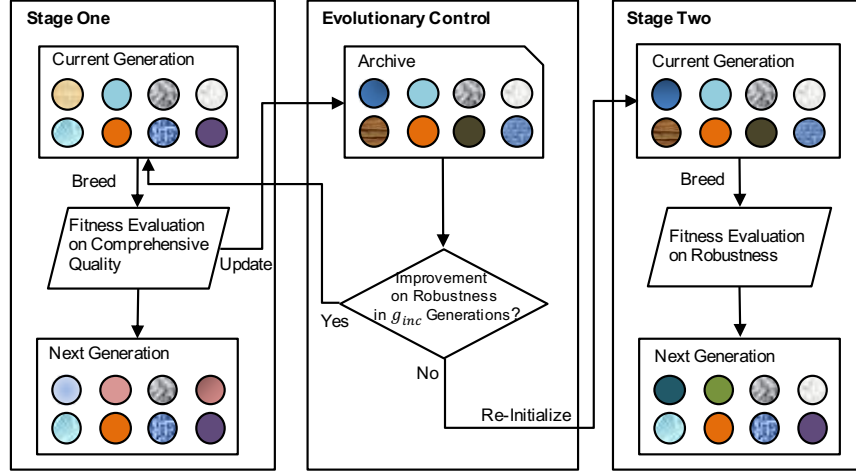 Stage One
Current Generation
Breed
Fitness Evaluation
on Comprehensive
Quality
Update
Next Generation
Evolutionary Control
Archive
Improvement
on Robustness
in g_inc Generations?
Yes
No
Re-Initialize
Stage Two
Current Generation
Breed
Fitness Evaluation
on Robustness
Next Generation